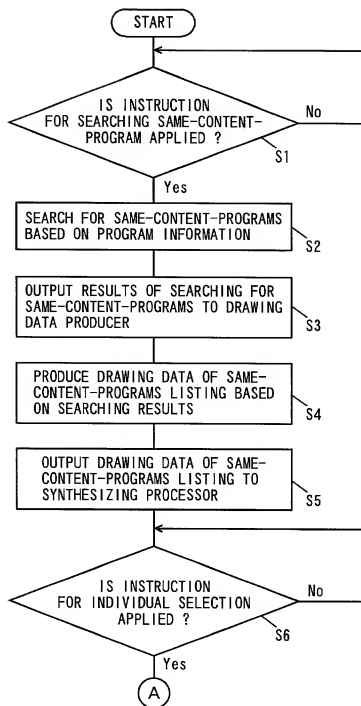 START
IS INSTRUCTION
FOR SEARCHING SAME-CONTENT-
PROGRAM APPLIED ?
No
S1
Yes
SEARCH FOR SAME-CONTENT-PROGRAMS
BASED ON PROGRAM INFORMATION
S2
OUTPUT RESULTS OF SEARCHING FOR
SAME-CONTENT-PROGRAMS TO DRAWING
DATA PRODUCER
S3
PRODUCE DRAWING DATA OF SAME-
CONTENT-PROGRAMS LISTING BASED
ON SEARCHING RESULTS
S4
OUTPUT DRAWING DATA OF SAME-
CONTENT-PROGRAMS LISTING TO
SYNTHESIZING PROCESSOR
S5
IS INSTRUCTION
FOR INDIVIDUAL SELECTION
APPLIED ?
No
S6
Yes
A